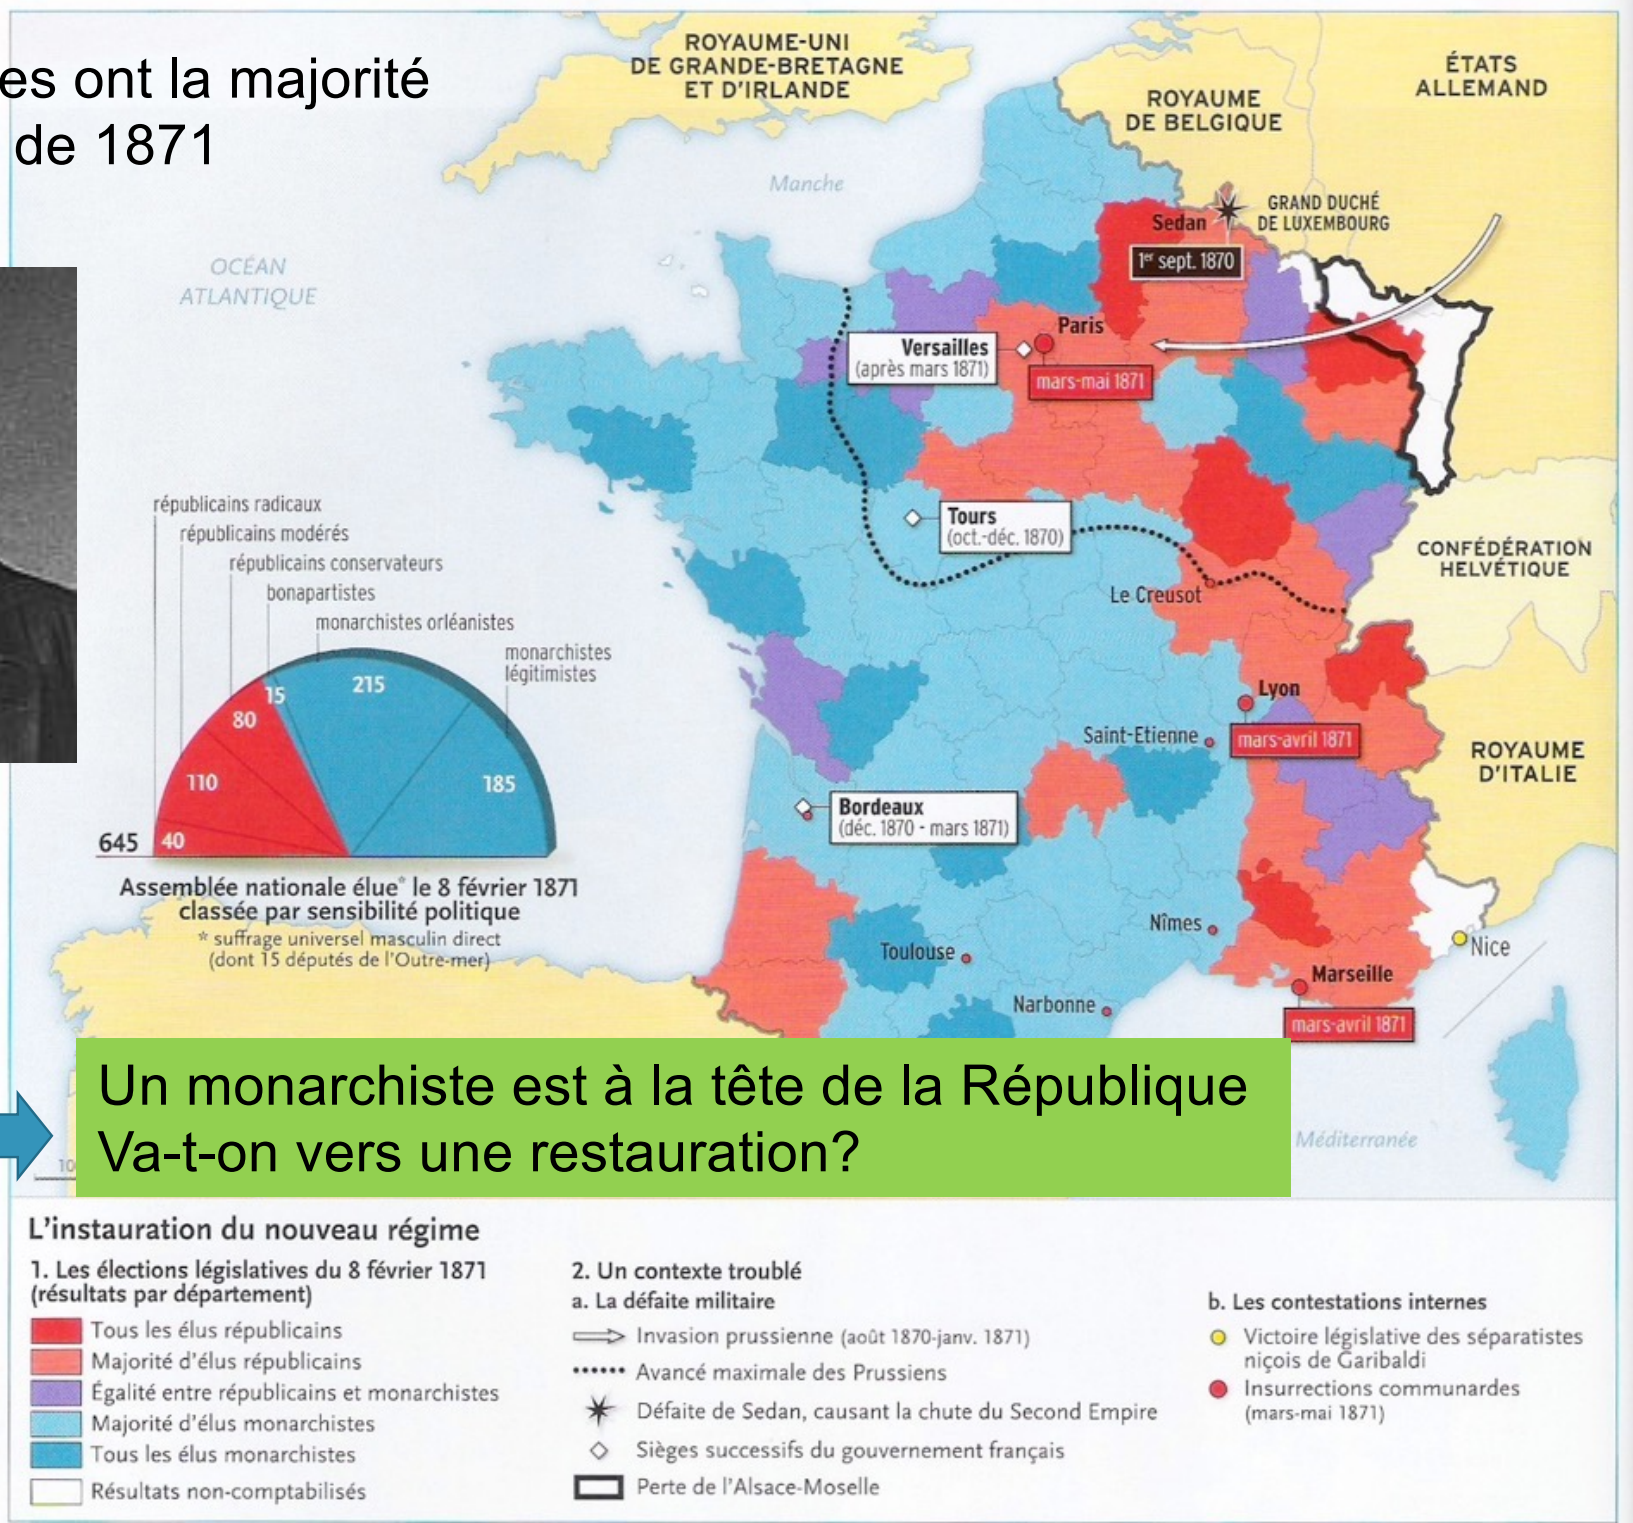 es ont la majorité
de 1871
ROYAUME-UNI
DE GRANDE-BRETAGNE
ET D'IRLANDE
ÉTATS
ALLEMAND
ROYAUME
DE BELGIQUE
Manche
GRAND DUCHÉ
DE LUXEMBOURG
Sedan
1er sept. 1870
OCÉAN
ATLANTIQUE
Paris
Versailles
(après mars 1871)
mars-mai 1871
républicains radicaux
républicains modérés
républicains conservateurs
bonapartistes
monarchistes orléanistes
monarchistes
légitimistes
Tours
(oct.-déc. 1870)
CONFÉDÉRATION
HELVÉTIQUE
Le Creusot
15
215
80
110
185
645
40
Lyon
mars-avril 1871
Saint-Etienne
ROYAUME
D'ITALIE
Bordeaux
(déc. 1870 - mars 1871)
Assemblée nationale élue* le 8 février 1871
classée par sensibilité politique
* suffrage universel masculin direct
(dont 15 députés de l'Outre-mer)
Nîmes
Toulouse
Nice
Marseille
Narbonne
mars-avril 1871
Un monarchiste est à la tête de la République
Va-t-on vers une restauration?
Méditerranée
L'instauration du nouveau régime
1. Les élections législatives du 8 février 1871
(résultats par département)
Tous les élus républicains
Majorité d'élus républicains
Égalité entre républicains et monarchistes
Majorité d'élus monarchistes
Tous les élus monarchistes
Résultats non-comptabilisés
2. Un contexte troublé
a. La défaite militaire
Invasion prussienne (août 1870-janv. 1871)
Avancé maximale des Prussiens
Défaite de Sedan, causant la chute du Second Empire
Sièges successifs du gouvernement français
Perte de l'Alsace-Moselle
b. Les contestations internes
Victoire législative des séparatistes
niçois de Garibaldi
Insurrections communardes
(mars-mai 1871)